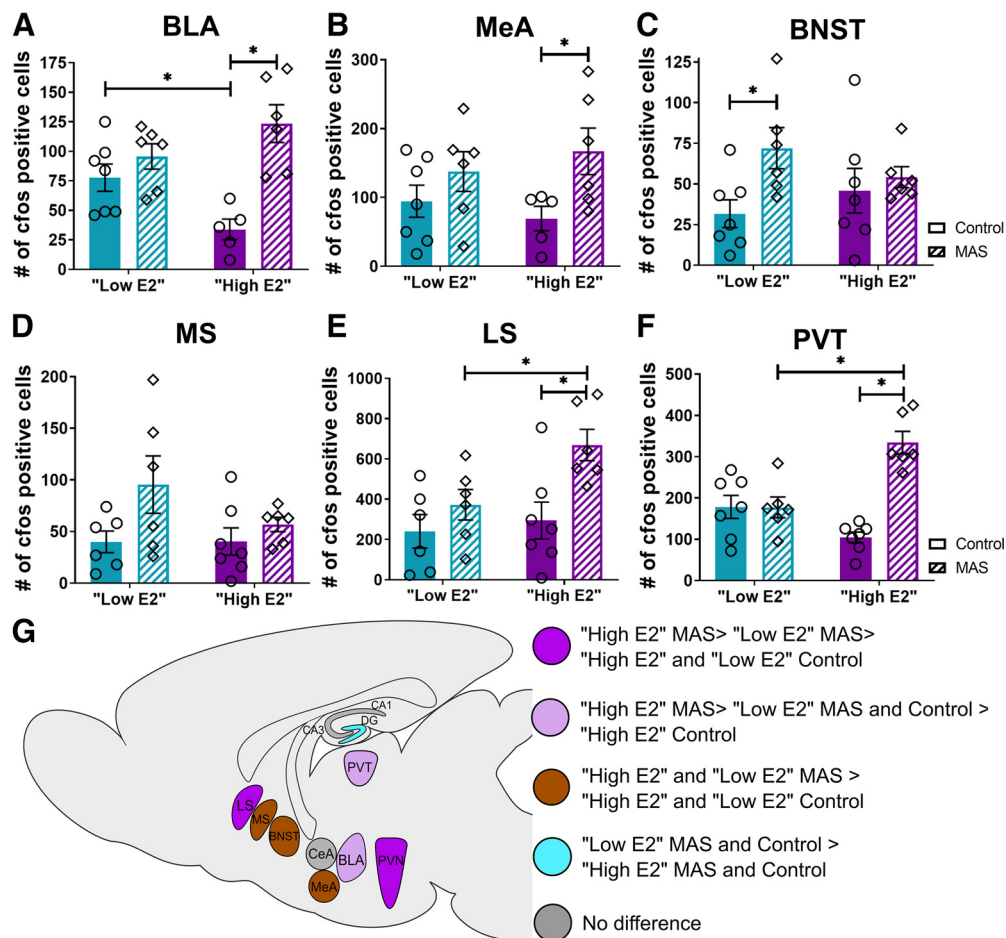 A
BLA
# of cfos positive cells
175
150
125
100
75
50
25
0
*
*
"Low E2"
"High E2"
B
MeA
# of cfos positive cells
300
200
100
0
*
"Low E2"
"High E2"
C
BNST
# of cfos positive cells
125
100
75
50
25
0
*
"Low E2"
"High E2"
Control
MAS
D
MS
# of cfos positive cells
200
150
100
50
0
"Low E2"
"High E2"
E
LS
# of cfos positive cells
1000
800
600
400
200
0
*
*
"Low E2"
"High E2"
F
PVT
# of cfos positive cells
500
400
300
200
100
0
*
*
"Low E2"
"High E2"
Control
MAS
G
CA1
DG
CA3
PVT
LS
MS
BNST
CeA
BLA
PVN
MeA
"High E2" MAS> "Low E2" MAS>
"High E2" and "Low E2" Control
"High E2" MAS> "Low E2" MAS and Control >
"High E2" Control
"High E2" and "Low E2" MAS >
"High E2" and "Low E2" Control
"Low E2" MAS and Control >
"High E2" MAS and Control
No difference